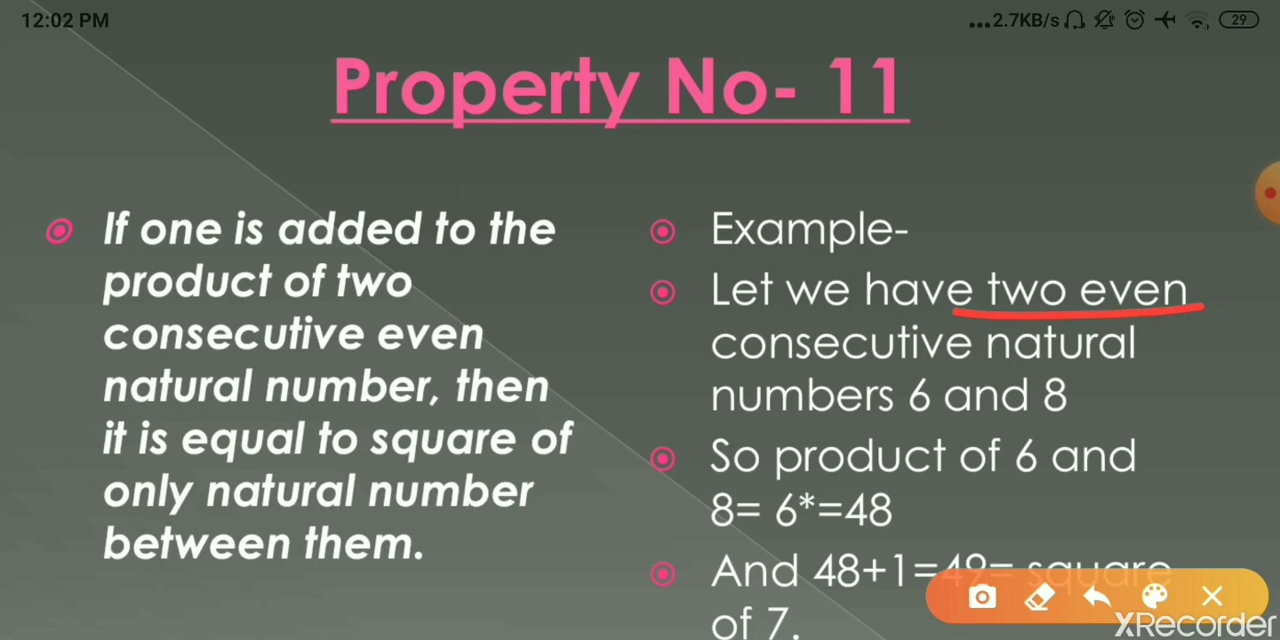 12:02 PM
...2.7KB/s
29
Property No- 11
If one is added to the
product of two
consecutive even
natural number, then
it is equal to square of
only natural number
between them.
Example-
Let we have two even
consecutive natural
numbers 6 and 8
So product of 6 and
8= 6*=48
And 48+1=49= square
of 7.
XRecorder